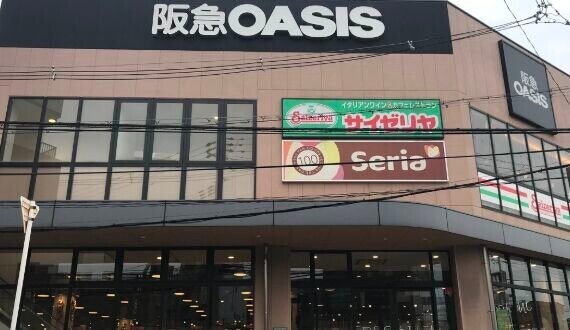 阪急OASIS
阪急
OASIS
イタリアンワイン&カフェレストラン
Saizeriya
サイゼリヤ
100
Seria
Saizeriya